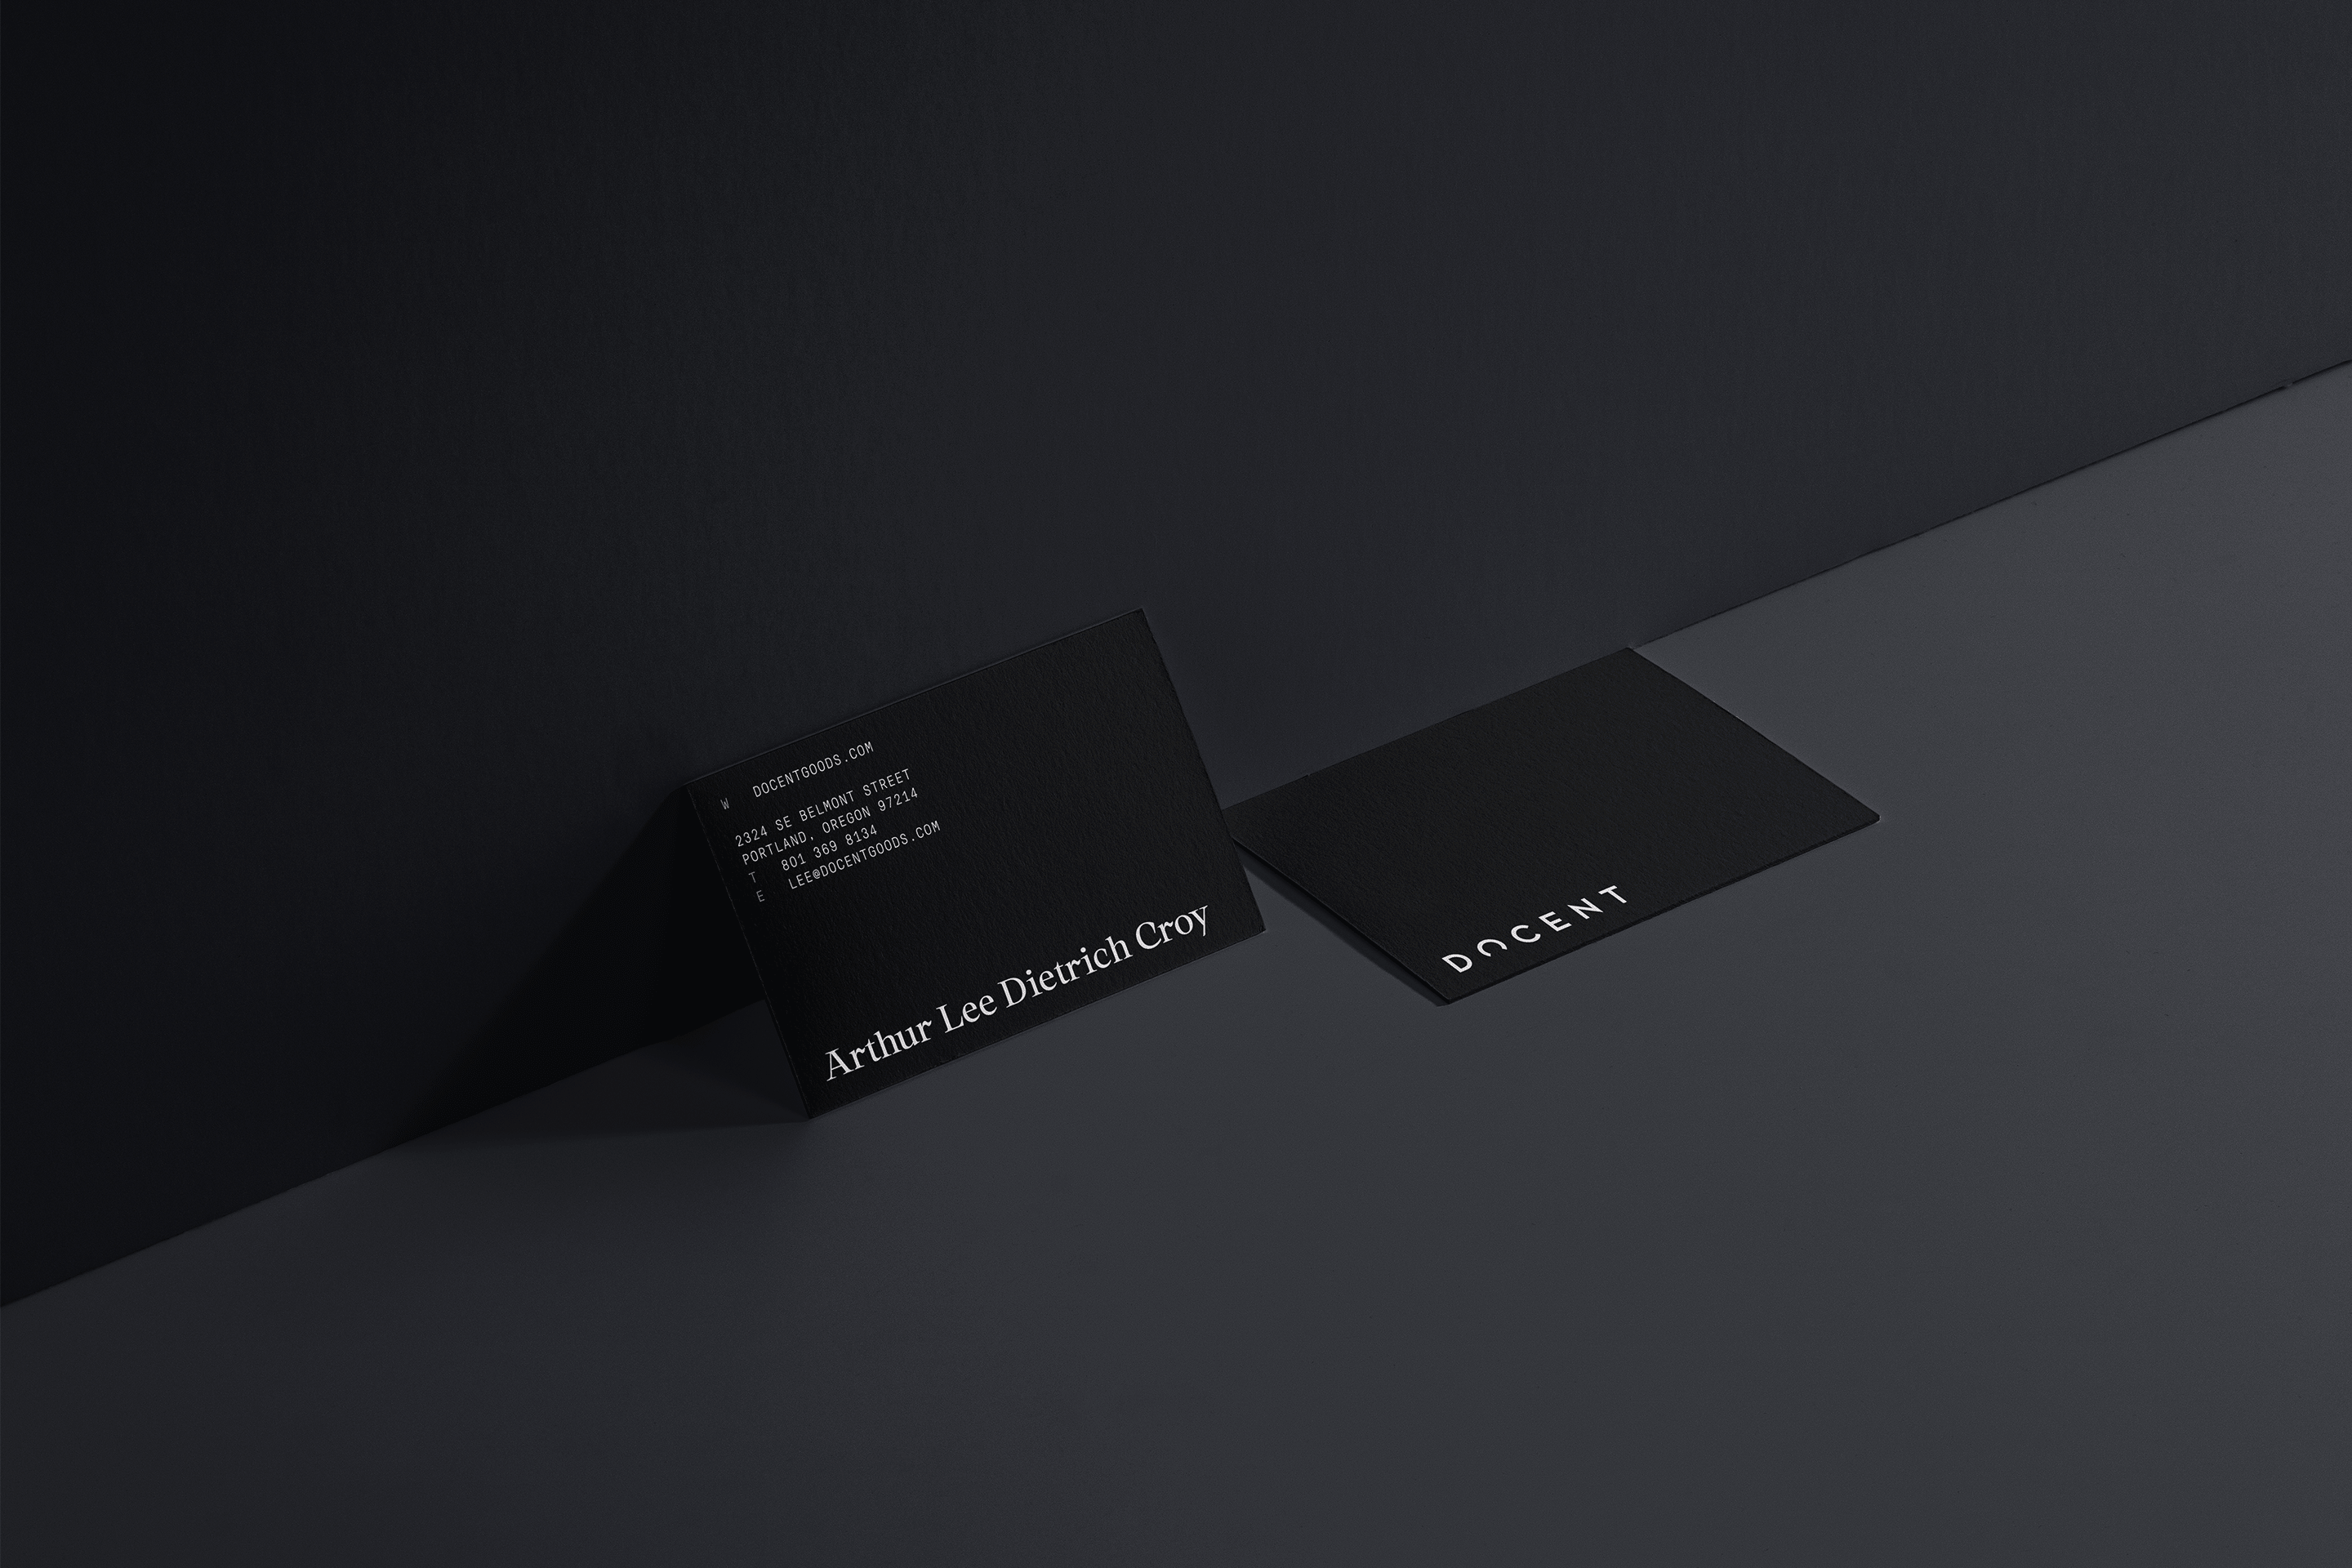 W DOCENTGOODS.COM
2324 SE BELMONT STREET
PORTLAND, OREGON 97214
T 801 369 8134
E LEE@DOCENTGOODS.COM
Arthur Lee Dietrich Croy
DOCENT